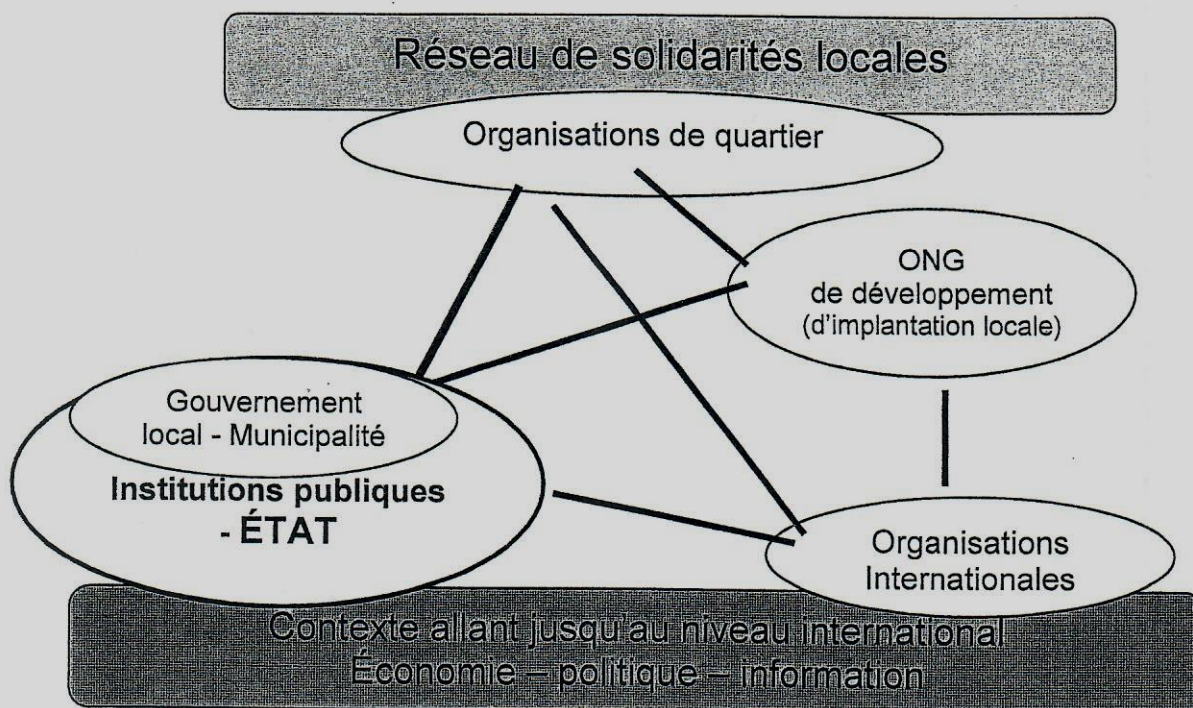 Réseau de solidarités locales
Organisations de quartier
ONG
de développement
(d'implantation locale)
Gouvernement
local - Municipalité
Institutions publiques
- ÉTAT
Organisations
Internationales
Contexte allant jusqu'au niveau international
Économie – politique – information